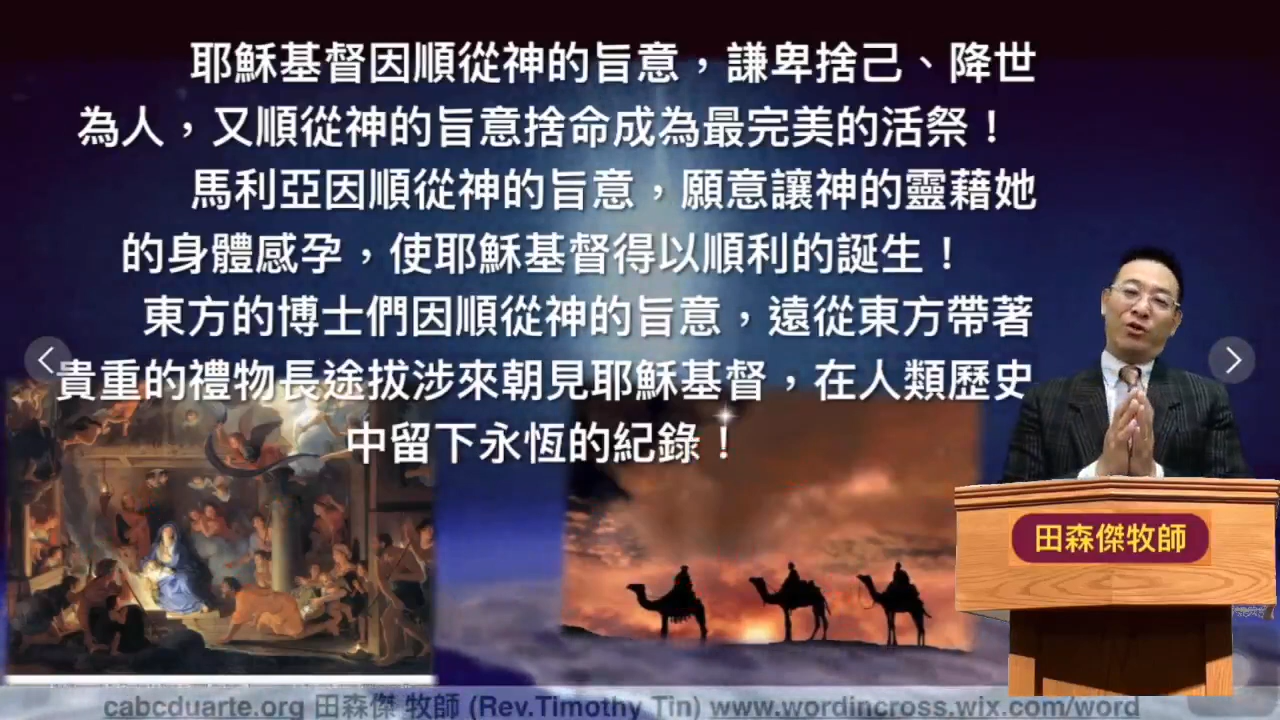 耶穌基督因順從神的旨意，謙卑捨己、降世
為人，又順從神的旨意捨命成為最完美的活祭！
馬利亞因順從神的旨意，願意讓神的靈藉她
的身體感孕，使耶穌基督得以順利的誕生！
東方的博士們因順從神的旨意，遠從東方帶著
貴重的禮物長途拔涉來朝見耶穌基督，在人類歷史
中留下永恆的紀錄！
田森傑牧師
cabcduarte.org 田森傑 牧師 (Rev.Timothy Tin) www.wordincross.wix.com/word